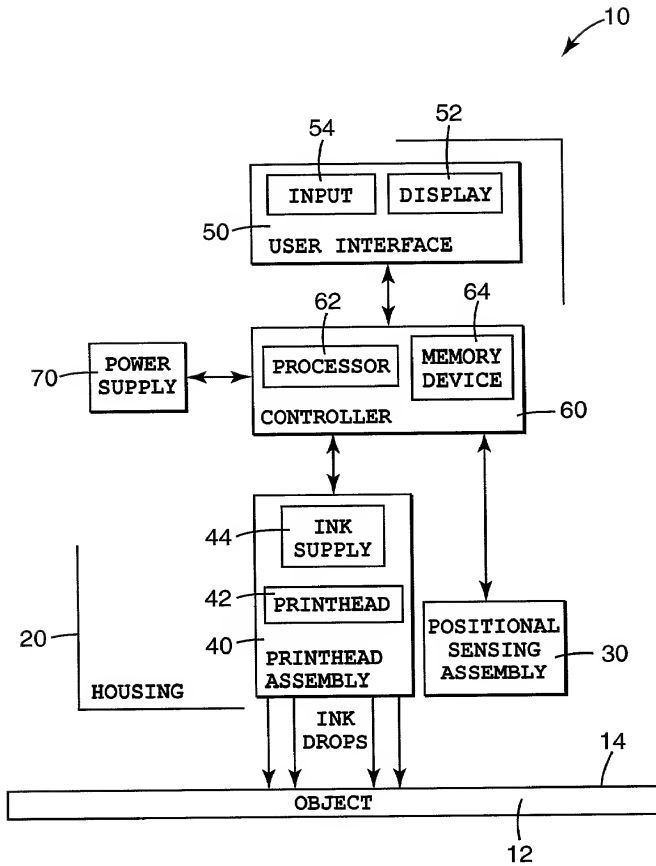 10
54
52
INPUT
DISPLAY
50
USER INTERFACE
62
64
70
POWER
SUPPLY
PROCESSOR
MEMORY
DEVICE
CONTROLLER
60
44
INK
SUPPLY
42
PRINTHEAD
20
40
PRINTHEAD
ASSEMBLY
POSITIONAL
SENSING
ASSEMBLY
30
HOUSING
INK
DROPS
14
OBJECT
12